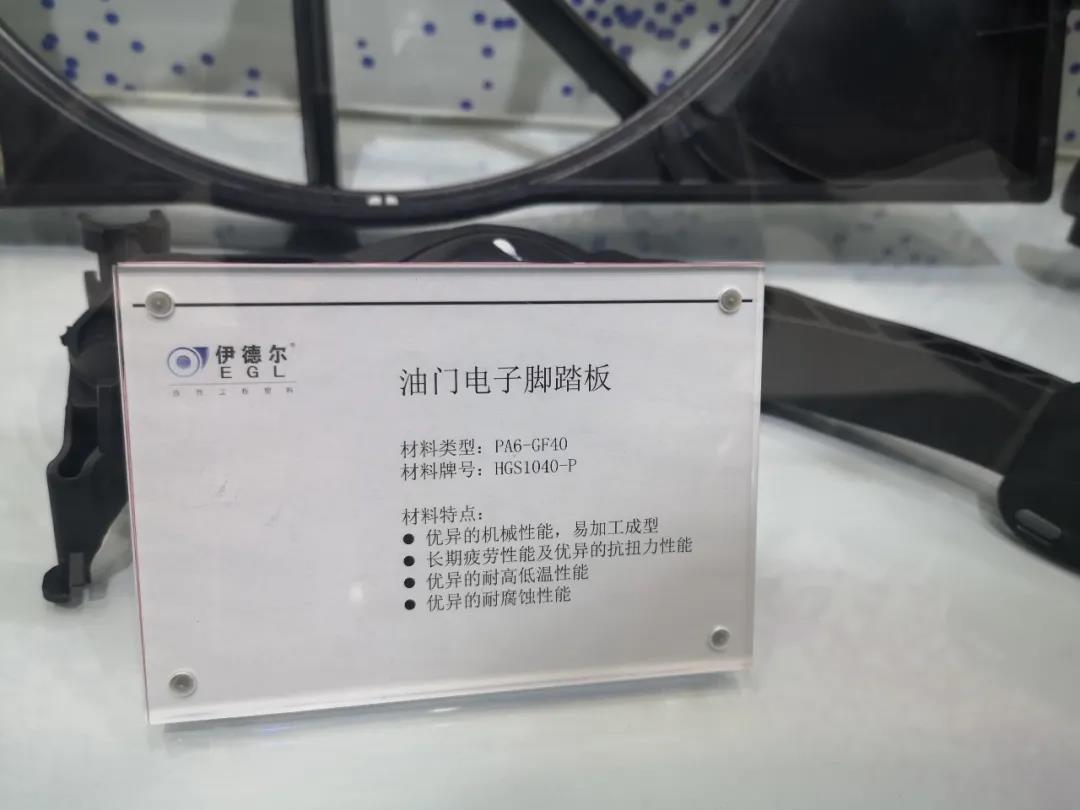 伊德尔®
EGL
油门电子脚踏板
材料类型：PA6-GF40
材料牌号：HGS1040-P
材料特点：
● 优异的机械性能，易加工成型
● 长期疲劳性能及优异的抗扭力性能
● 优异的耐高低温性能
● 优异的耐腐蚀性能